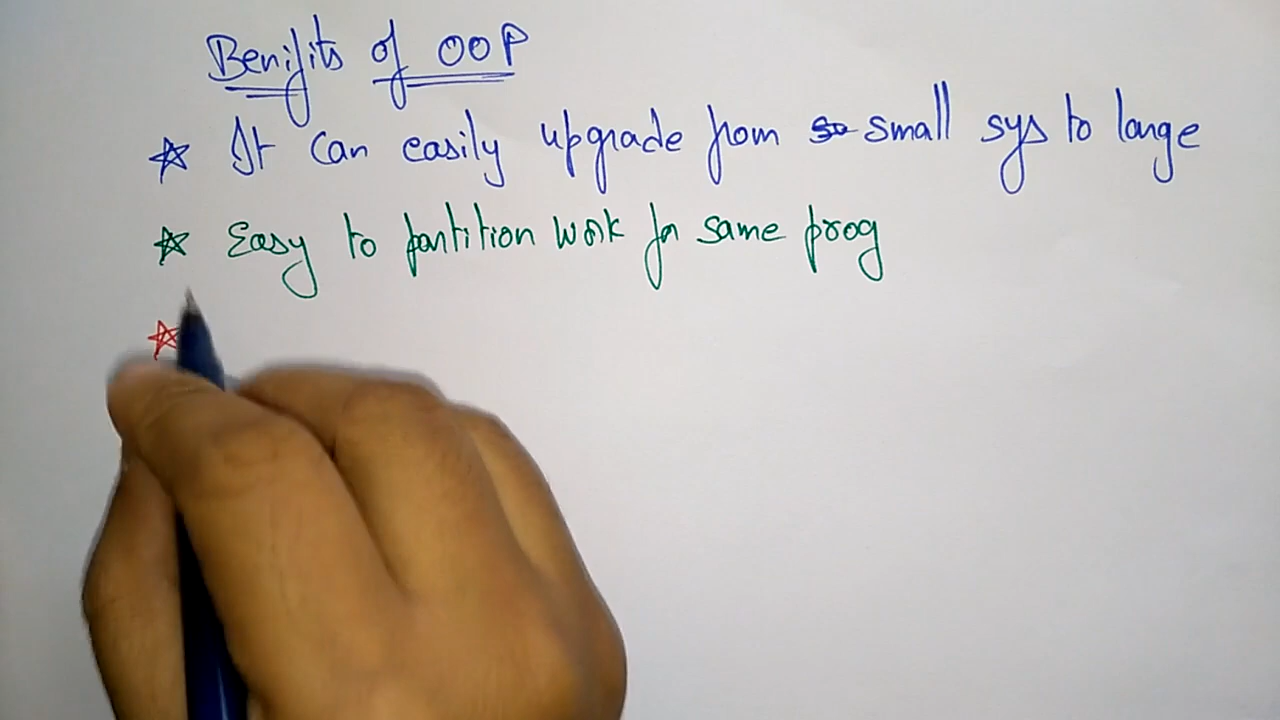 Benifits of OOP
☆ It can easily upgrade from small sys to large
☆ Easy to partition work for same prog
☆